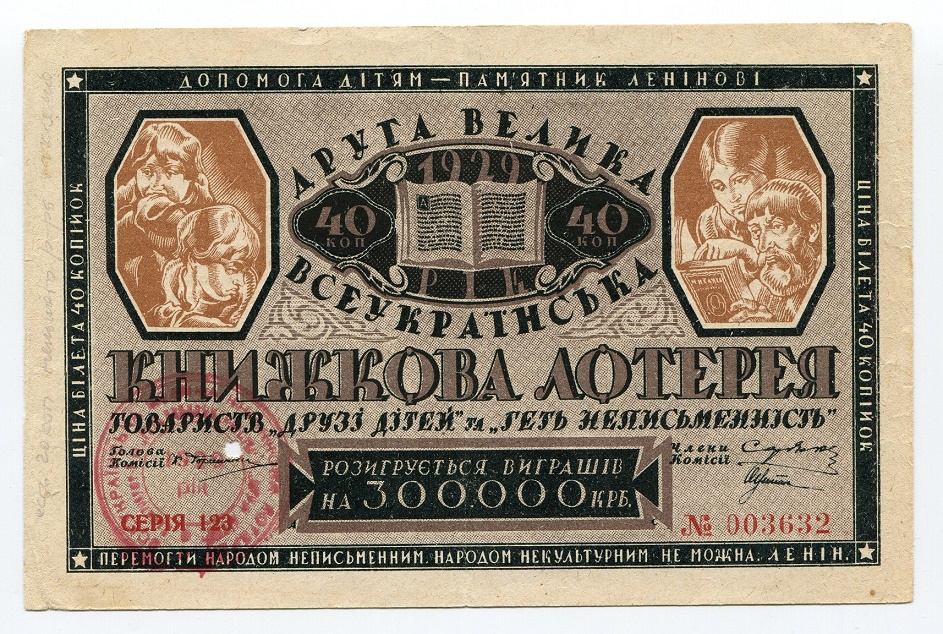 ДОПОМОГА ДІТЯМ — ПАМ'ЯТНИК ЛЕНІНОВІ
ЦІНА БІЛЕТА 40 КОПІЙОК
ДРУГА ВЕЛИКА
1929
40 КОП
40 КОП
РІК
ВСЕУКРАЇНСЬКА
КНИЖКОВА ЛОТЕРЕЯ
ТОВАРИСТВ „ДРУЗІ ДІТЕЙ" та „ГЕТЬ НЕПИСЬМЕННІСТЬ"
Голова Комісії
Члени Комісії
РОЗИГРУЄТЬСЯ ВИГРАШІВ
НА 300.000 КРБ.
СЕРІЯ 123
№ 003632
ПЕРЕМОГТИ НАРОДОМ НЕПИСЬМЕННИМ, НАРОДОМ НЕКУЛЬТУРНИМ НЕ МОЖНА. ЛЕНІН.
ЦІНА БІЛЕТА 40 КОПІЙОК